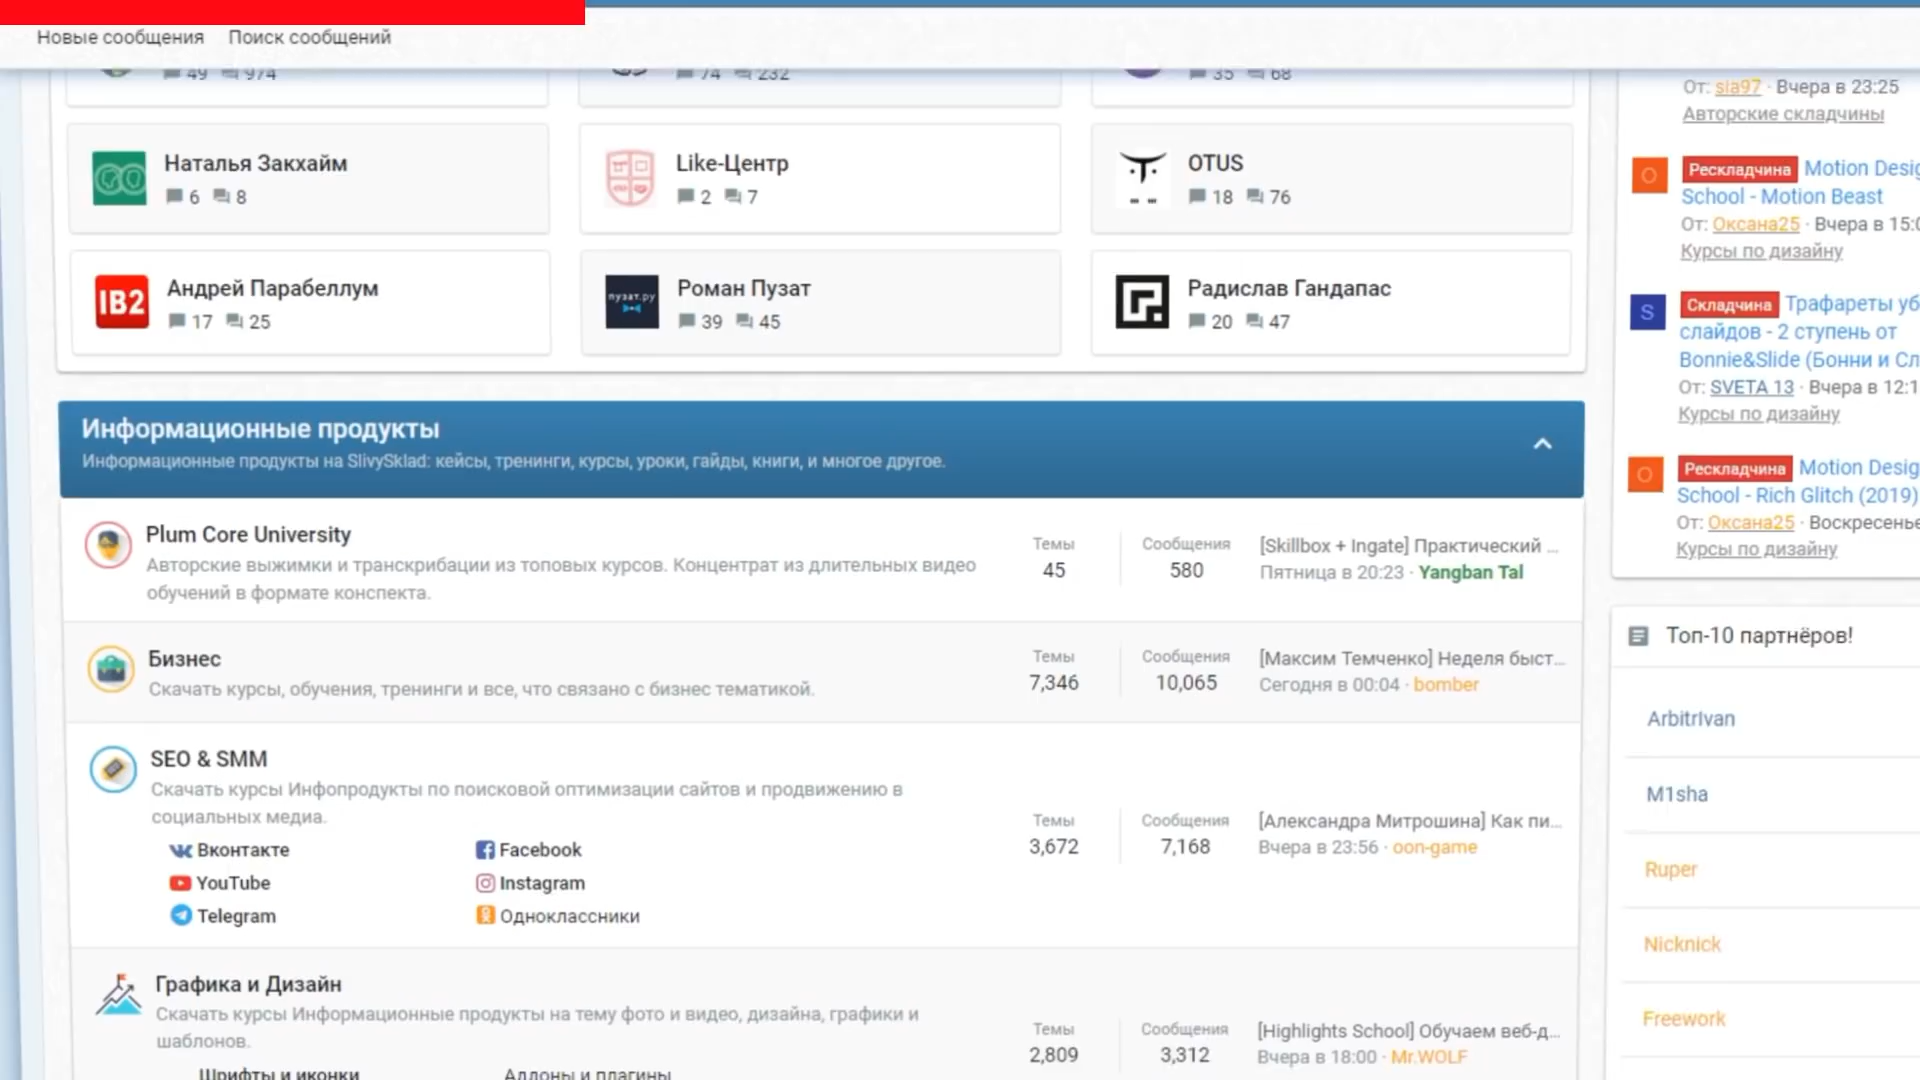 Новые сообщения Поиск сообщений
49 974
74 232
35 68
Наталья Закхайм
6 8
Like-Центр
2 7
OTUS
18 76
IB2
Андрей Парабеллум
17 25
пузат.ру
Роман Пузат
39 45
Радислав Гандапас
20 47
Информационные продукты
Информационные продукты на SlivySklad: кейсы, тренинги, курсы, уроки, гайды, книги, и многое другое.
Plum Core University
Авторские выжимки и транскрибации из топовых курсов. Концентрат из длительных видео
обучений в формате конспекта.
Темы
45
Сообщения
580
[Skillbox + Ingate] Практический ...
Пятница в 20:23 · Yangban Tal
Бизнес
Скачать курсы, обучения, тренинги и все, что связано с бизнес тематикой.
Темы
7,346
Сообщения
10,065
[Максим Темченко] Неделя быст...
Сегодня в 00:04 · bomber
SEO & SMM
Скачать курсы Инфопродукты по поисковой оптимизации сайтов и продвижению в
социальных медиа.
Вконтакте Facebook
YouTube Instagram
Telegram Одноклассники
Темы
3,672
Сообщения
7,168
[Александра Митрошина] Как пи...
Вчера в 23:56 · oon-game
Графика и Дизайн
Скачать курсы Информационные продукты на тему фото и видео, дизайна, графики и
шаблонов.
Шрифты и иконки Аддоны и плагины
Темы
2,809
Сообщения
3,312
[Highlights School] Обучаем веб-д...
Вчера в 18:00 · Mr.WOLF
От: sia97 · Вчера в 23:25
Авторские складчины
O
Рескладчина Motion Desig
School - Motion Beast
От: Оксана25 · Вчера в 15:0
Курсы по дизайну
S
Складчина Трафареты уб
слайдов - 2 ступень от
Bonnie&Slide (Бонни и Сл
От: SVETA 13 · Вчера в 12:1
Курсы по дизайну
O
Рескладчина Motion Desig
School - Rich Glitch (2019)
От: Оксана25 · Воскресенье
Курсы по дизайну
Топ-10 партнёров!
ArbitrIvan
M1sha
Ruper
Nicknick
Freework